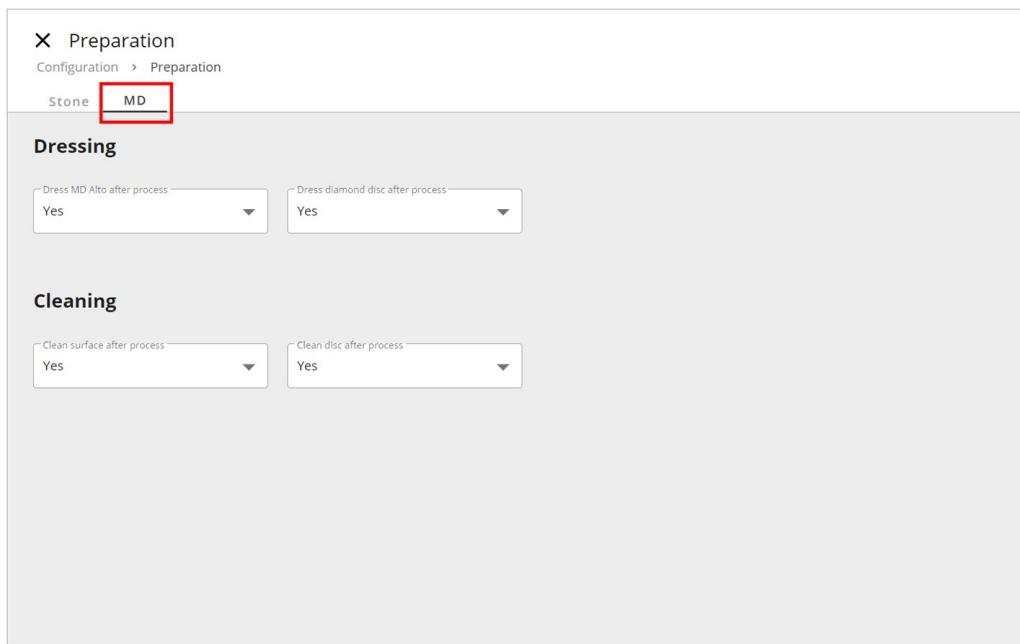 Preparation
Configuration > Preparation
Stone MD
Dressing
Dress MD Alto after process Dress diamond disc after process
Yes Yes
Cleaning
Clean surface after process Clean disc after process
Yes Yes